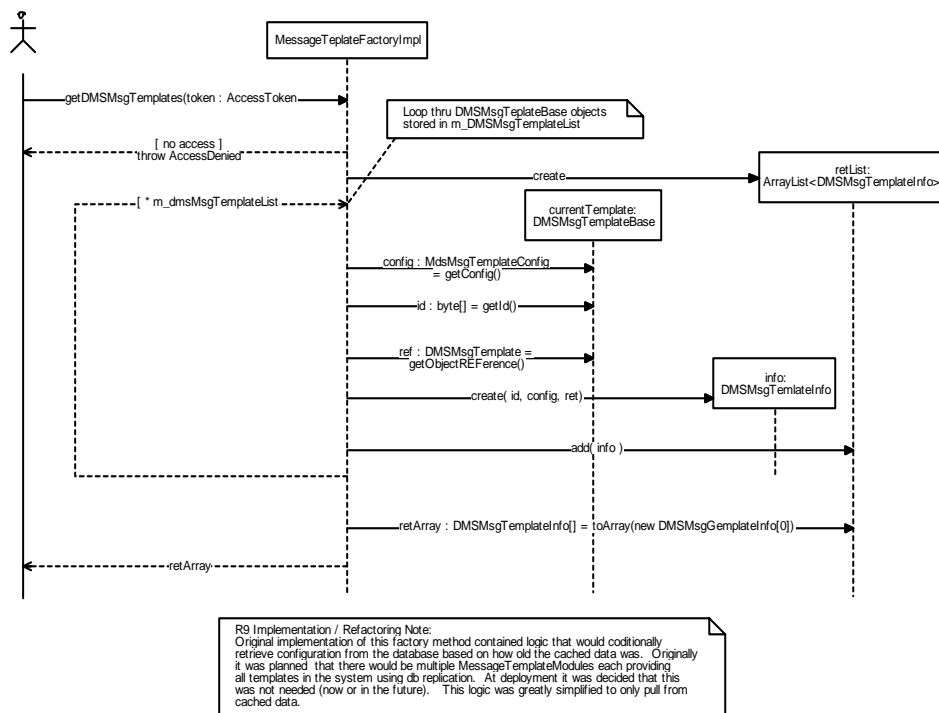 MessageTeplateFactoryImpl
getDMSMsgTemplates(token : AccessToken
Loop thru DMSMsgTeplateBase objects
stored in m_DMSMsgTemplateList
[ no access ]
throw AccessDenied
create
retList:
ArrayList<DMSMsgTemplateInfo>
[ * m_dmsMsgTemplateList
currentTemplate:
DMSMsgTemplateBase
config : MdsMsgTemplateConfig
= getConfig()
id : byte[] = getId()
ref : DMSMsgTemplate =
getObjectREFerence()
info:
DMSMsgTemlateInfo
create( id, config, ret)
add( info )
retArray : DMSMsgTemplateInfo[] = toArray(new DMSMsgGemplateInfo[0])
retArray
R9 Implementation / Refactoring Note:
Original implementation of this factory method contained logic that would coditionally
retrieve configuration from the database based on how old the cached data was. Originally
it was planned that there would be multiple MessageTemplateModules each providing
all templates in the system using db replication. At deployment it was decided that this
was not needed (now or in the future). This logic was greatly simplified to only pull from
cached data.